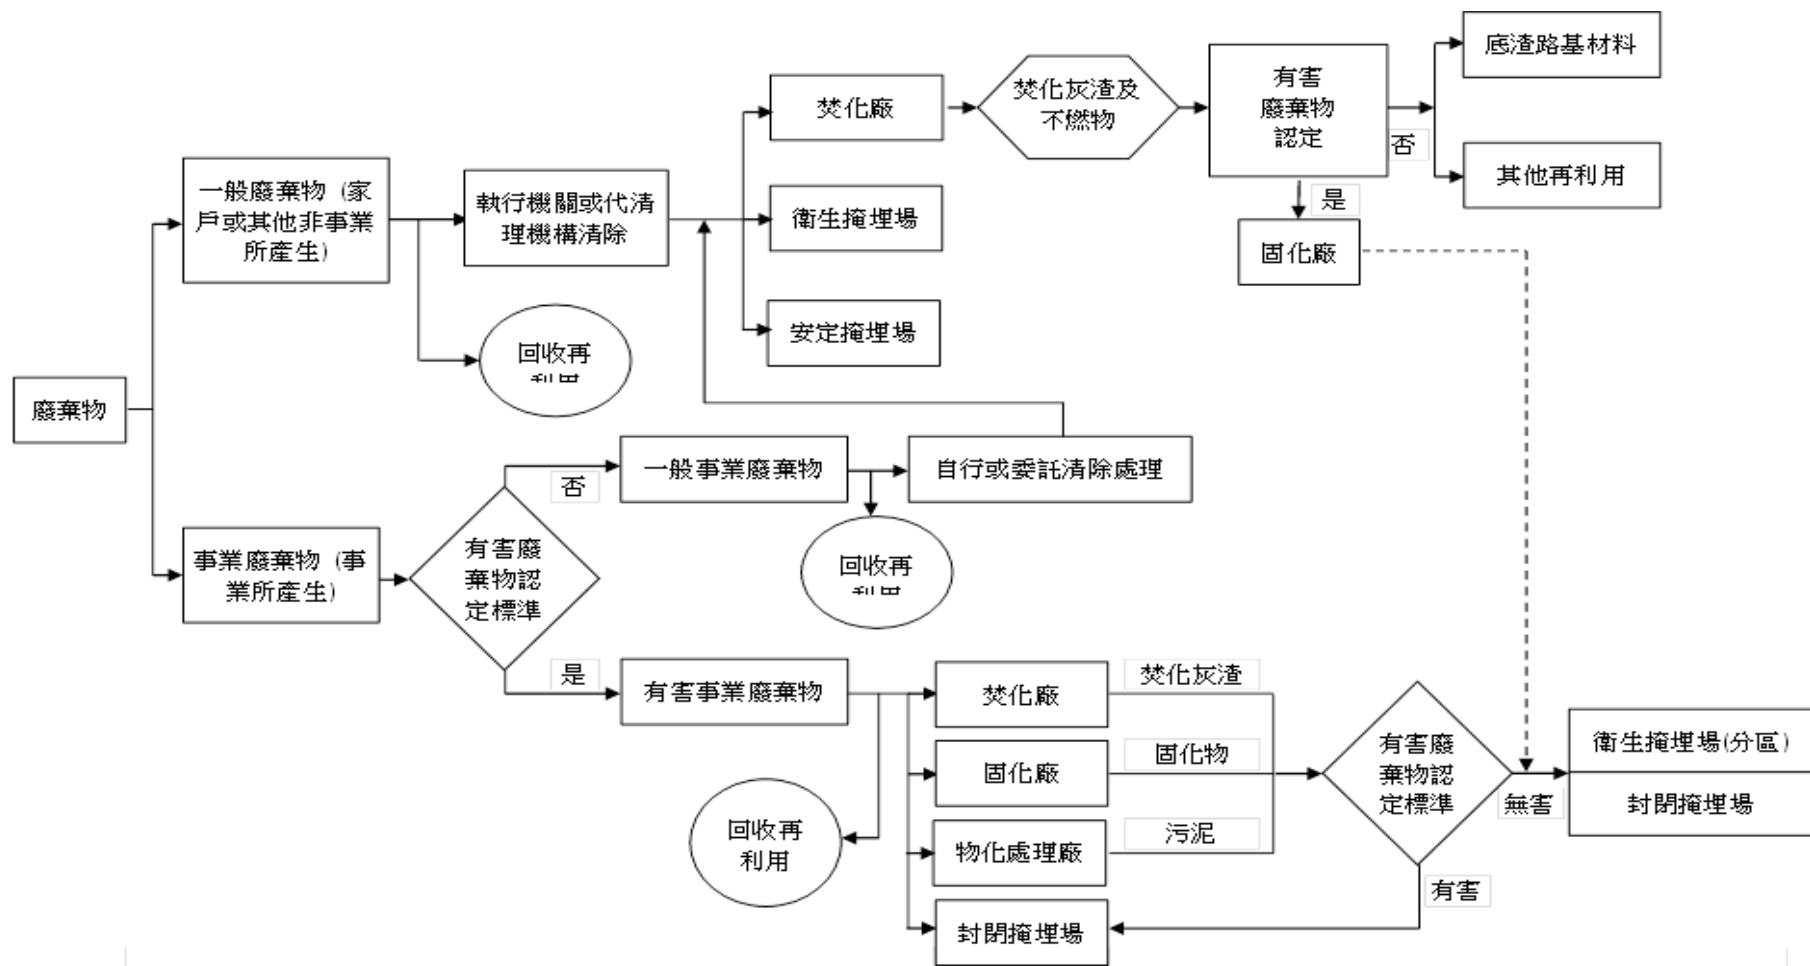 底渣路基材料
有害
廢棄物
認定
焚化灰渣及
不燃物
焚化廠
否
其他再利用
一般廢棄物 (家
戶或其他非事業
所產生)
執行機關或代清
理機構清除
衛生掩埋場
是
固化廠
安定掩埋場
回收再
利用
廢棄物
一般事業廢棄物
自行或委託清除處理
否
事業廢棄物 (事
業所產生)
有害廢
棄物認
定標準
回收再
利用
是
有害事業廢棄物
焚化廠
焚化灰渣
固化廠
固化物
物化處理廠
污泥
封閉掩埋場
回收再
利用
有害廢
棄物認
定標準
無害
有害
衛生掩埋場(分區)
封閉掩埋場